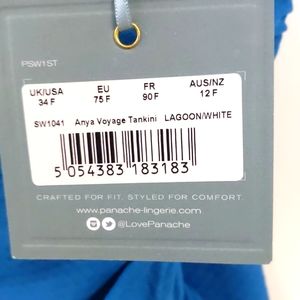 PSW1ST
UK/USA EU FR AUS/NZ
34 F 75 F 90 F 12 F
SW1041 Anya Voyage Tankini LAGOON/WHITE
5 054383 183183
CRAFTED FOR FIT. STYLED FOR COMFORT.
www.panache-lingerie.com
@LovePanache